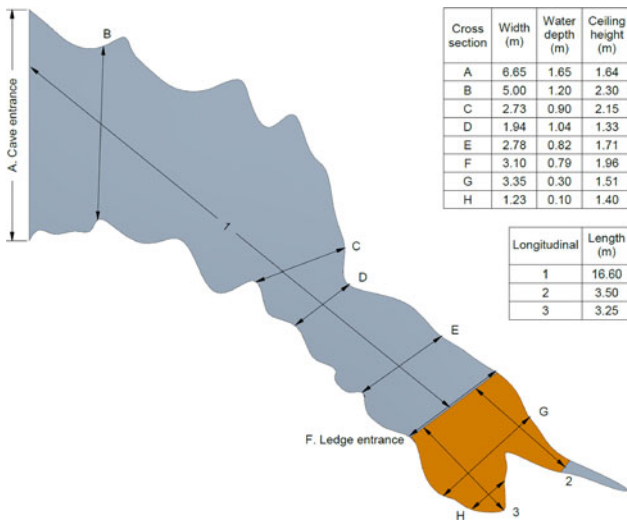 Cross section Width (m) Water depth (m) Ceiling height (m)
A 6.65 1.65 1.64
B 5.00 1.20 2.30
C 2.73 0.90 2.15
D 1.94 1.04 1.33
E 2.78 0.82 1.71
F 3.10 0.79 1.96
G 3.35 0.30 1.51
H 1.23 0.10 1.40
Longitudinal Length (m)
1 16.60
2 3.50
3 3.25
A. Cave entrance
B
1
C
D
E
F. Ledge entrance
G
2
H
3